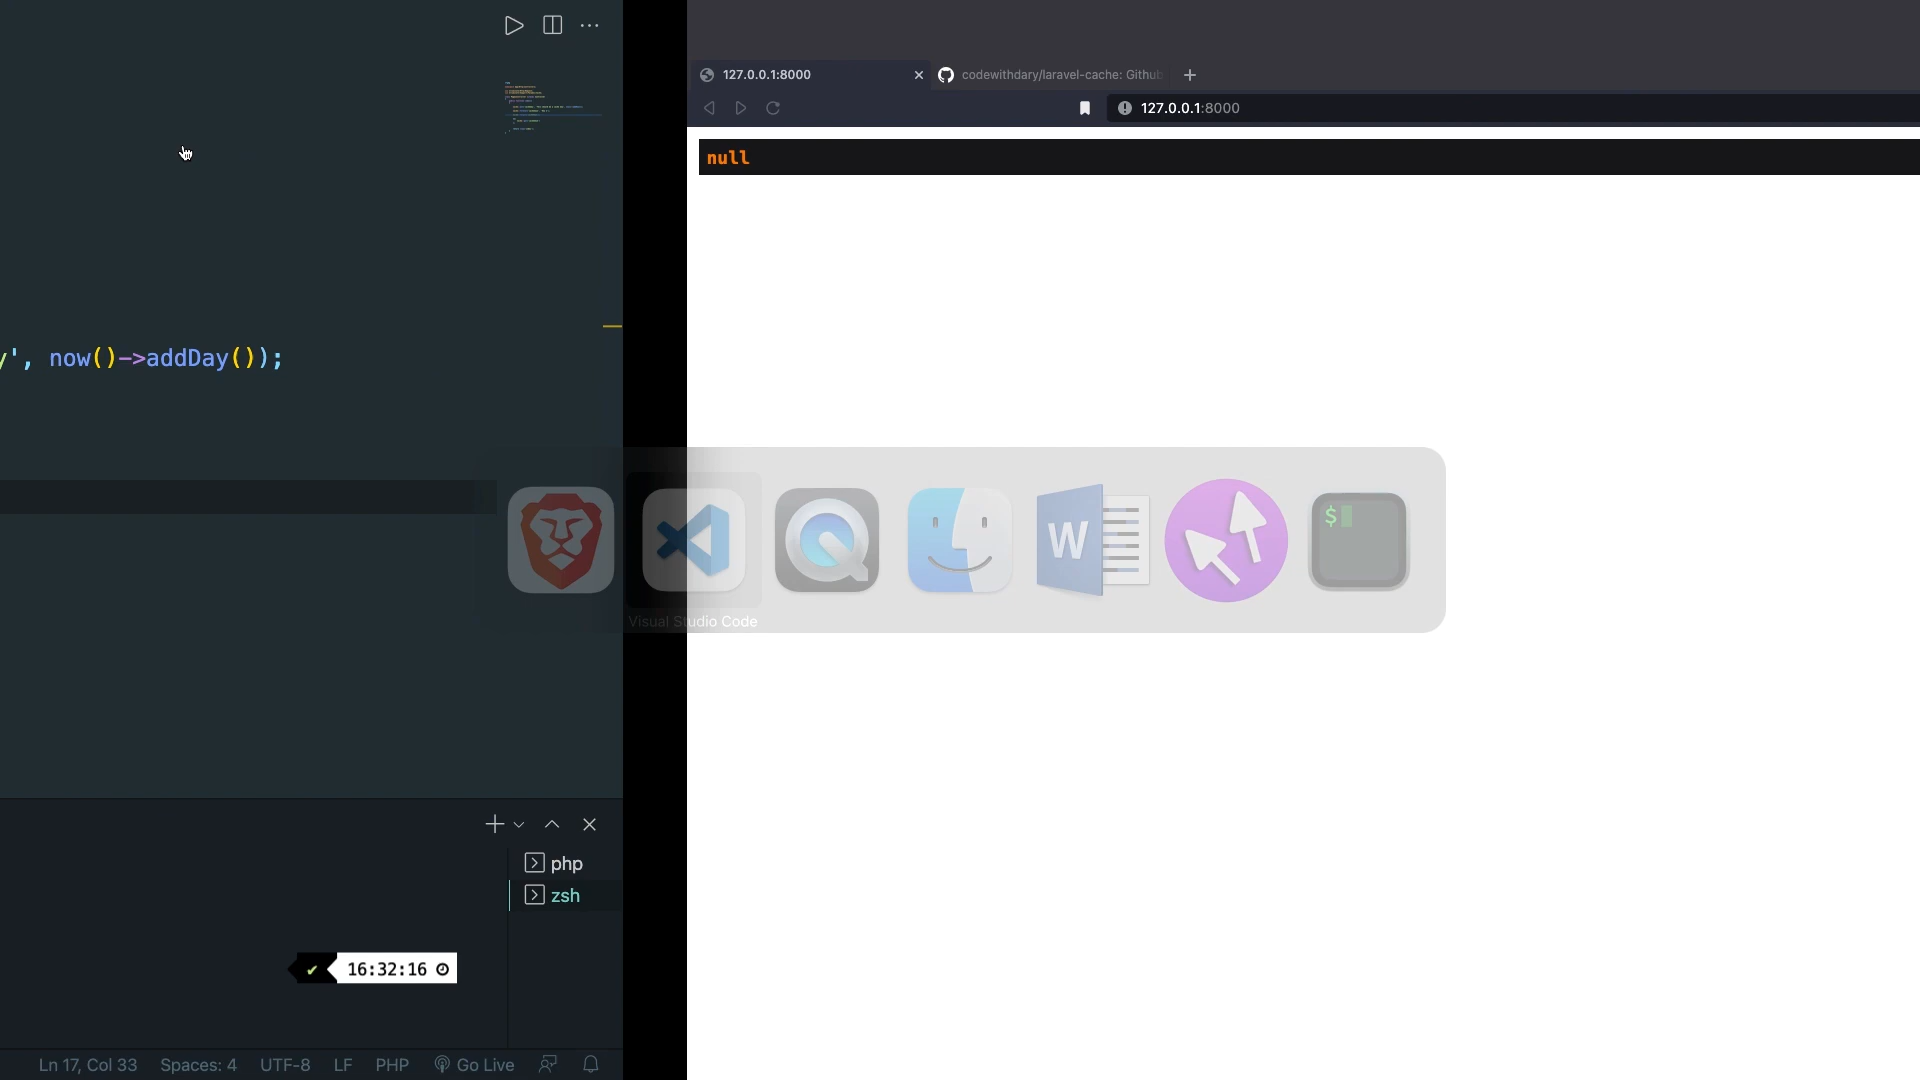 127.0.0.1:8000
codewithdary/laravel-cache: Github
127.0.0.1:8000
null
y', now()->addDay());
W
$
Visual Studio Code
php
zsh
16:32:16
Ln 17, Col 33 Spaces: 4 UTF-8 LF PHP Go Live